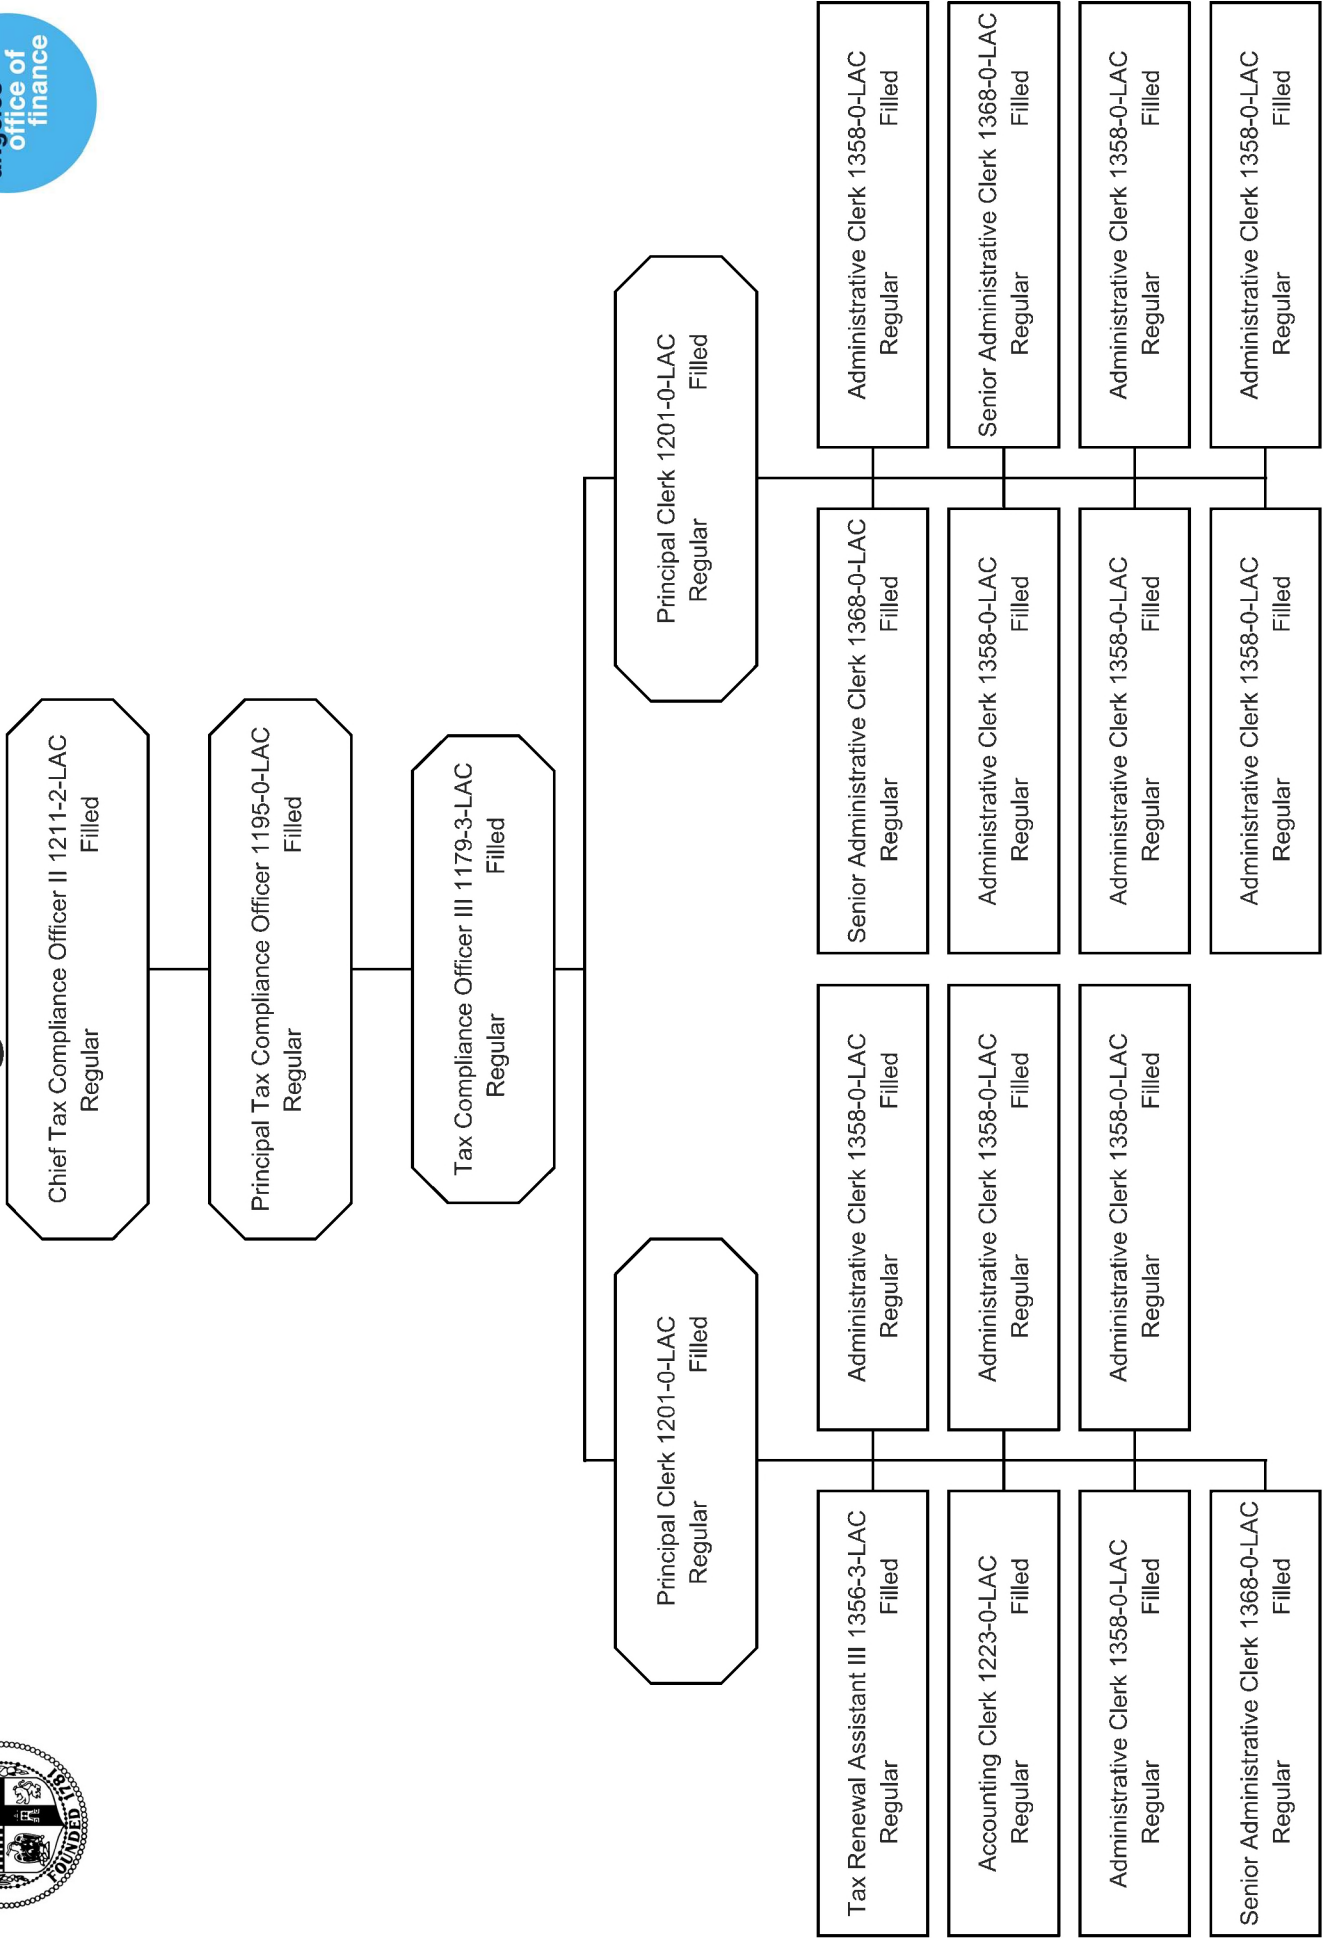 office of
finance
FOUNDED 1781
Chief Tax Compliance Officer II 1211-2-LAC
Regular Filled
Principal Tax Compliance Officer 1195-0-LAC
Regular Filled
Tax Compliance Officer III 1179-3-LAC
Regular Filled
Principal Clerk 1201-0-LAC
Regular Filled
Tax Renewal Assistant III 1356-3-LAC
Regular Filled
Administrative Clerk 1358-0-LAC
Regular Filled
Accounting Clerk 1223-0-LAC
Regular Filled
Administrative Clerk 1358-0-LAC
Regular Filled
Administrative Clerk 1358-0-LAC
Regular Filled
Administrative Clerk 1358-0-LAC
Regular Filled
Senior Administrative Clerk 1368-0-LAC
Regular Filled
Principal Clerk 1201-0-LAC
Regular Filled
Senior Administrative Clerk 1368-0-LAC
Regular Filled
Administrative Clerk 1358-0-LAC
Regular Filled
Administrative Clerk 1358-0-LAC
Regular Filled
Senior Administrative Clerk 1368-0-LAC
Regular Filled
Administrative Clerk 1358-0-LAC
Regular Filled
Administrative Clerk 1358-0-LAC
Regular Filled
Administrative Clerk 1358-0-LAC
Regular Filled
Administrative Clerk 1358-0-LAC
Regular Filled